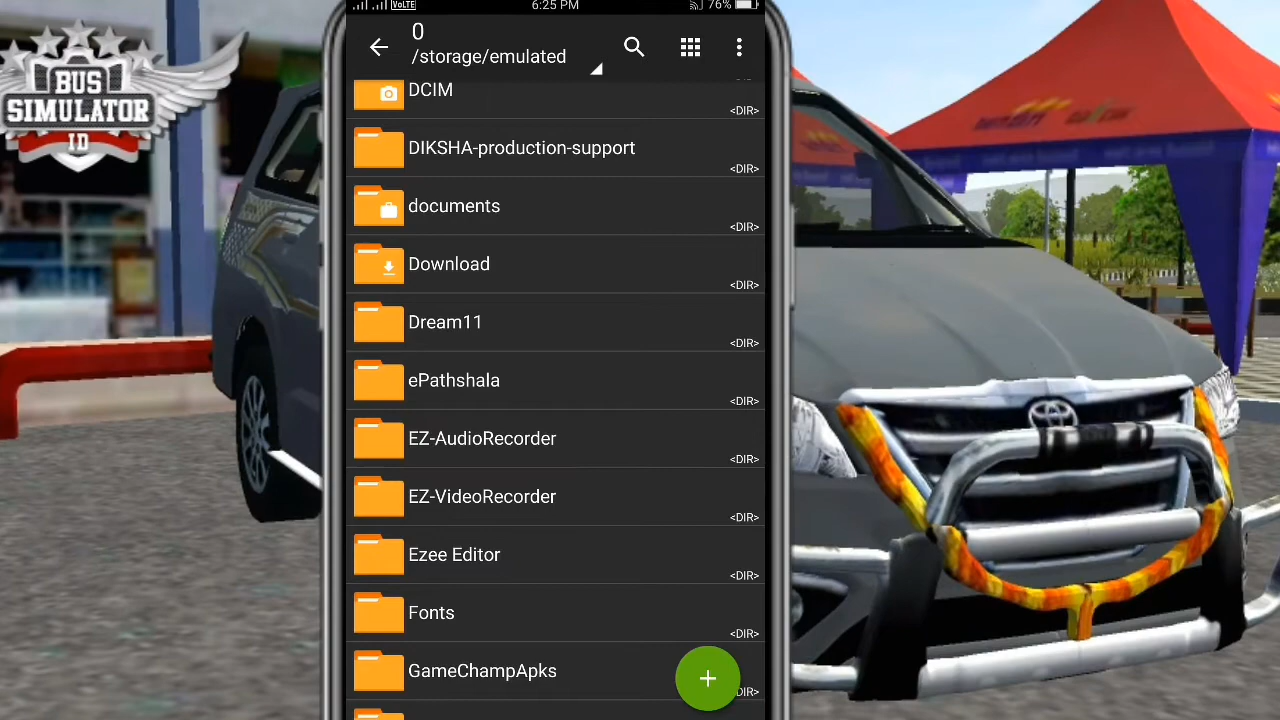 BUS
SIMULATOR
ID
VoLTE
6:25 PM
76%
0
/storage/emulated
DCIM
<DIR>
DIKSHA-production-support
<DIR>
documents
<DIR>
Download
<DIR>
Dream11
<DIR>
ePathshala
<DIR>
EZ-AudioRecorder
<DIR>
EZ-VideoRecorder
<DIR>
Ezee Editor
<DIR>
Fonts
<DIR>
GameChampApks
DIR>